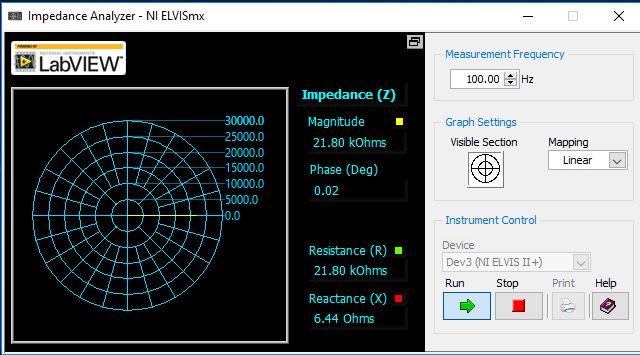 Impedance Analyzer - NI ELVISmx
POWERED BY
NATIONAL INSTRUMENTS
LabVIEW™
30000.0
25000.0
20000.0
15000.0
10000.0
5000.0
0.0
Impedance (Z)
Magnitude
21.80 kOhms
Phase (Deg)
0.02
Resistance (R)
21.80 kOhms
Reactance (X)
6.44 Ohms
Measurement Frequency
100.00 Hz
Graph Settings
Visible Section
Mapping
Linear
Instrument Control
Device
Dev3 (NI ELVIS II+)
Run Stop Print Help